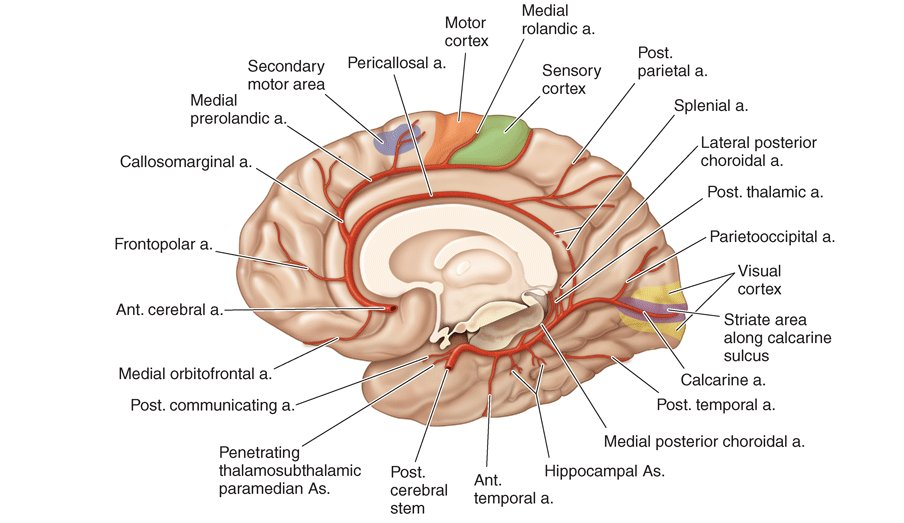 Medial
rolandic a.
Motor
cortex
Pericallosal a.
Secondary
motor area
Medial
prerolandic a.
Callosomarginal a.
Frontopolar a.
Ant. cerebral a.
Medial orbitofrontal a.
Post. communicating a.
Penetrating
thalamosubthalamic
paramedian As.
Post.
cerebral
stem
Ant.
temporal a.
Hippocampal As.
Medial posterior choroidal a.
Post. temporal a.
Calcarine a.
Striate area
along calcarine
sulcus
Visual
cortex
Parietooccipital a.
Post. thalamic a.
Lateral posterior
choroidal a.
Splenial a.
Post.
parietal a.
Sensory
cortex